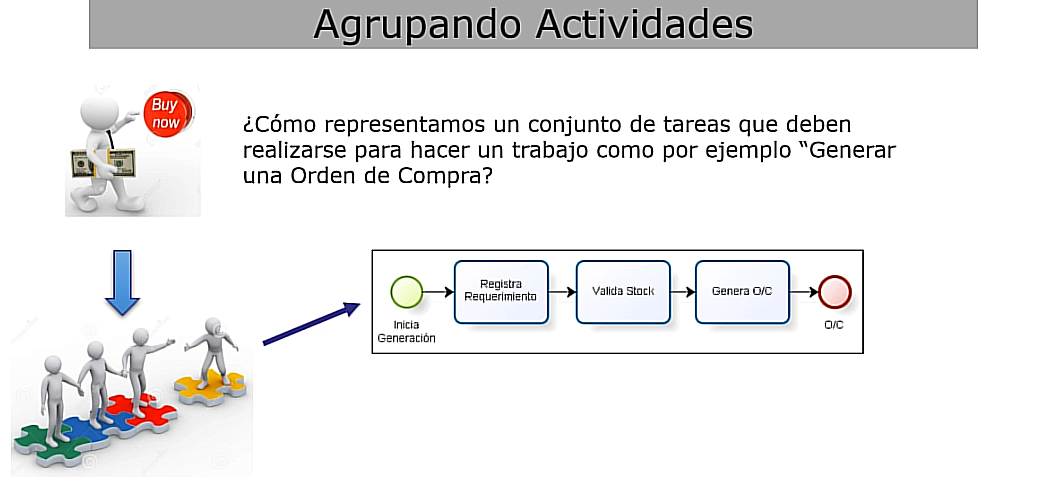 Agrupando Actividades
Buy
now
¿Cómo representamos un conjunto de tareas que deben
realizarse para hacer un trabajo como por ejemplo “Generar
una Orden de Compra?
Registra
Requerimiento
Valida Stock
Genera O/C
Inicia
Generación
O/C